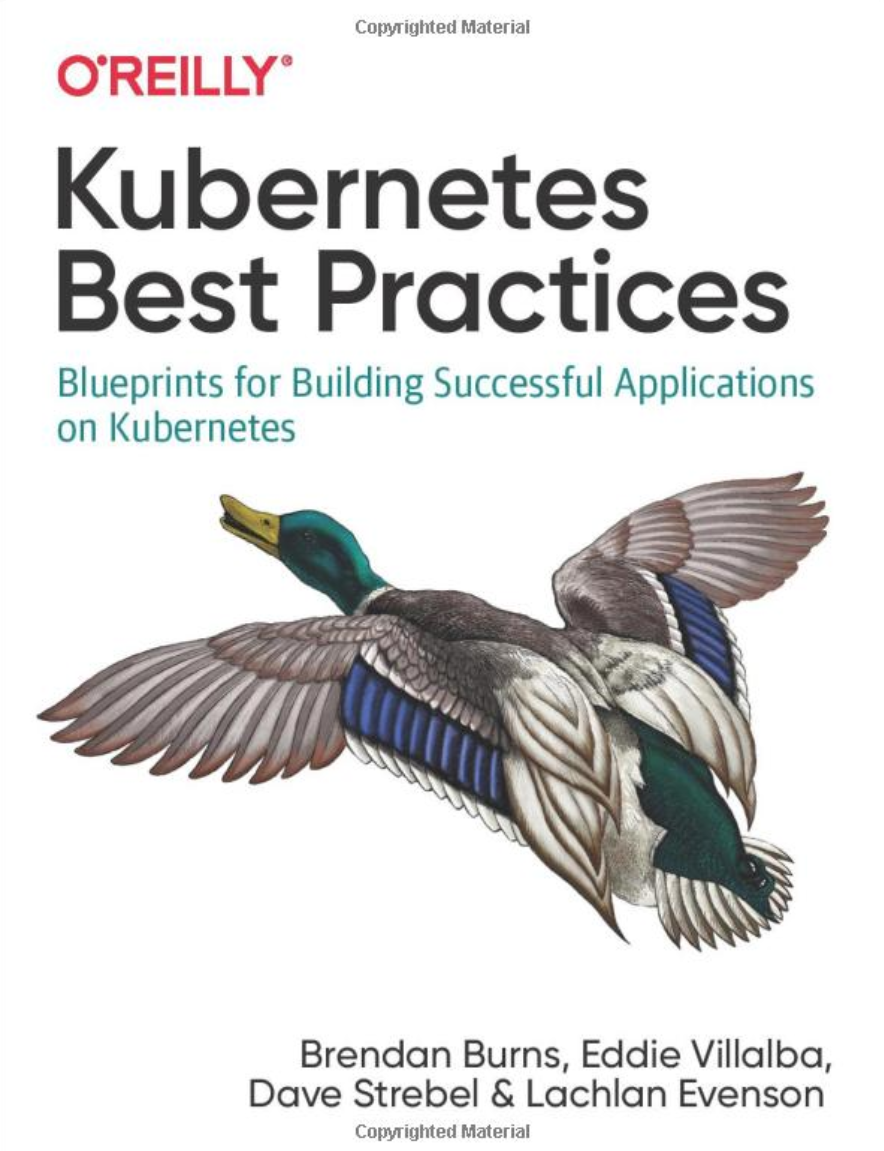 Copyrighted Material
O'REILLY®
Kubernetes
Best Practices
Blueprints for Building Successful Applications
on Kubernetes
Brendan Burns, Eddie Villalba,
Dave Strebel & Lachlan Evenson
Copyrighted Material